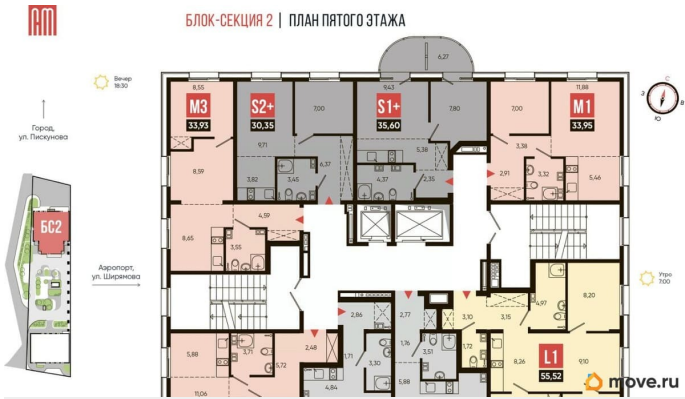 АМ
БЛОК-СЕКЦИЯ 2 | ПЛАН ПЯТОГО ЭТАЖА
Вечер
18:30
6,27
С
З
В
Ю
8,55
М3
33,93
S2+
30,35
7,00
9,43
S1+
35,60
7,80
11,88
7,00
М1
33,95
Город,
ул. Пискунова
9,71
8,59
3,82
3,45
6,37
4,37
5,38
2,35
3,38
2,91
3,32
5,46
БС2
4,59
8,65
3,55
Аэропорт,
ул. Ширямова
Утро
7:00
4,97
8,20
2,86
2,77
3,10
3,15
5,88
3,71
2,48
5,72
1,71
3,30
1,76
3,51
1,72
8,26
L1
55,52
9,10
11,06
4,84
5,88
move.ru